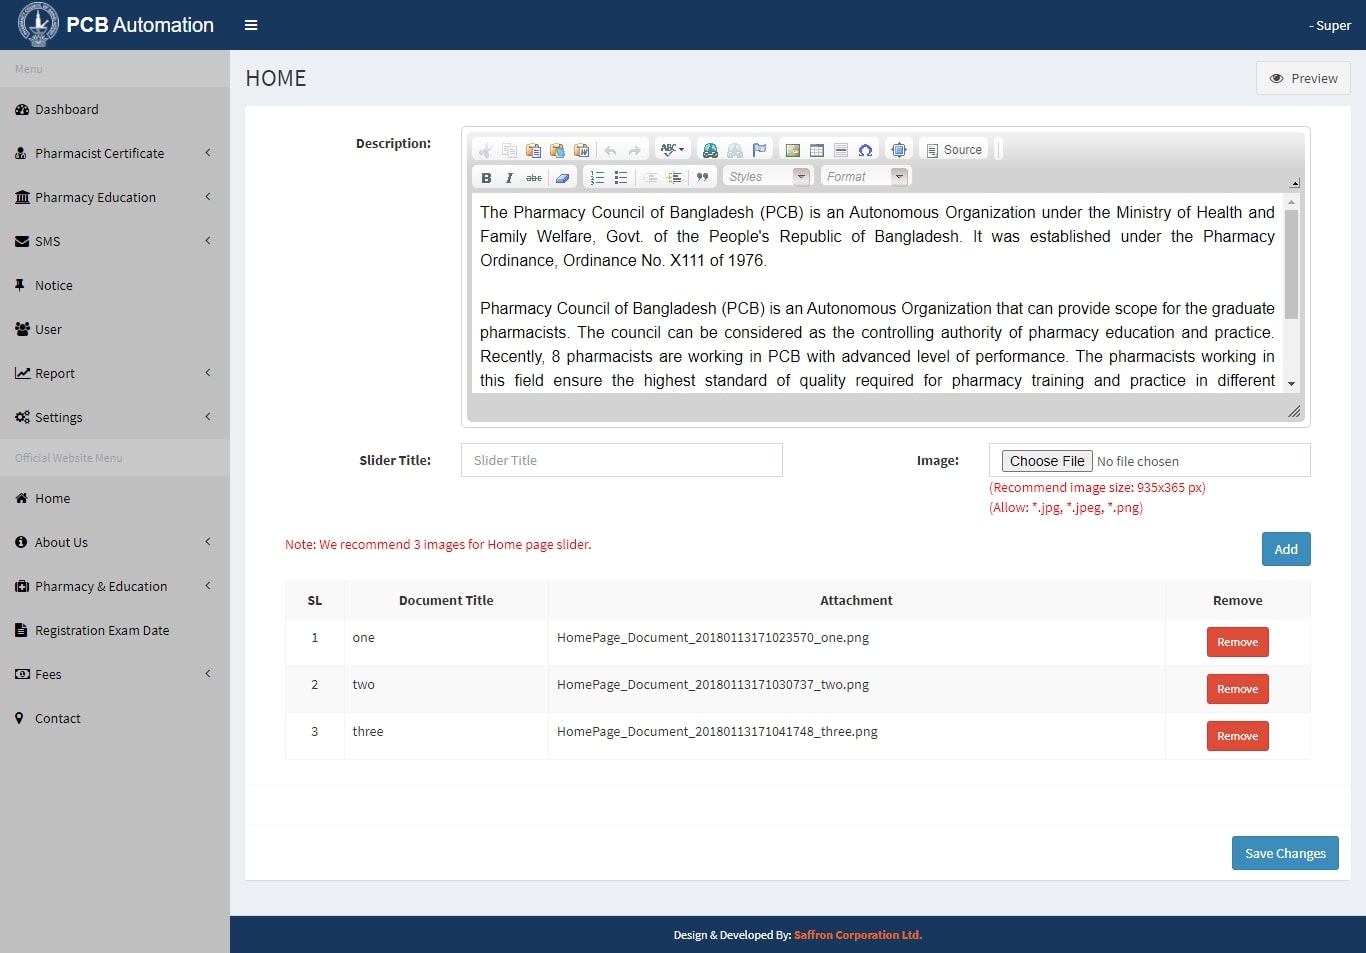 PCB Automation
- Super
Menu
Dashboard
Pharmacist Certificate
Pharmacy Education
SMS
Notice
User
Report
Settings
Official Website Menu
Home
About Us
Pharmacy & Education
Registration Exam Date
Fees
Contact
HOME
Preview
Description:
ABC
Source
B I abc
Styles
Format
The Pharmacy Council of Bangladesh (PCB) is an Autonomous Organization under the Ministry of Health and
Family Welfare, Govt. of the People's Republic of Bangladesh. It was established under the Pharmacy
Ordinance, Ordinance No. X111 of 1976.
Pharmacy Council of Bangladesh (PCB) is an Autonomous Organization that can provide scope for the graduate
pharmacists. The council can be considered as the controlling authority of pharmacy education and practice.
Recently, 8 pharmacists are working in PCB with advanced level of performance. The pharmacists working in
this field ensure the highest standard of quality required for pharmacy training and practice in different
Slider Title:
Slider Title
Image:
Choose File No file chosen
(Recommend image size: 935x365 px)
(Allow: *.jpg, *.jpeg, *.png)
Note: We recommend 3 images for Home page slider.
Add
SL Document Title Attachment Remove
1 one HomePage_Document_20180113171023570_one.png Remove
2 two HomePage_Document_20180113171030737_two.png Remove
3 three HomePage_Document_20180113171041748_three.png Remove
Save Changes
Design & Developed By: Saffron Corporation Ltd.